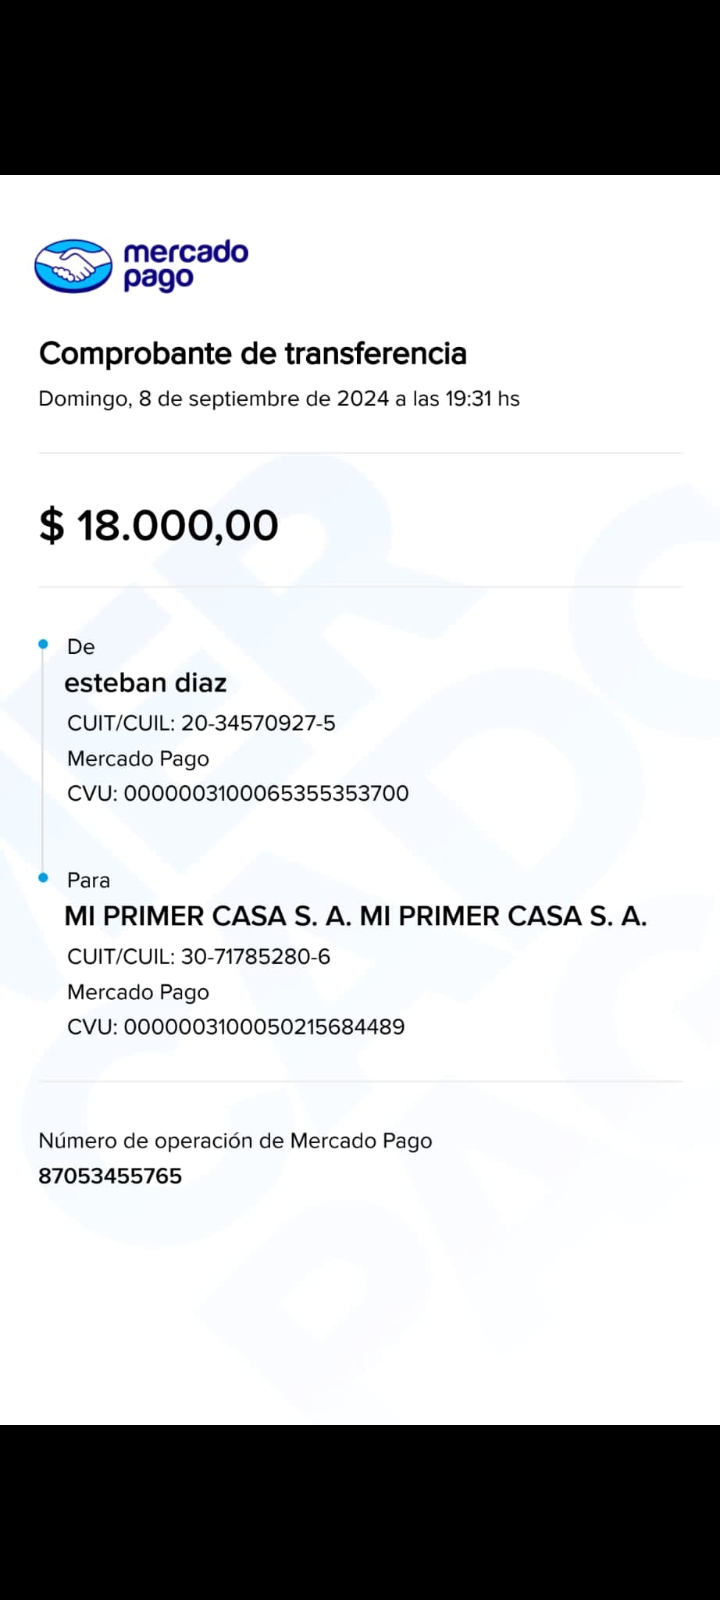 mercado
pago
Comprobante de transferencia
Domingo, 8 de septiembre de 2024 a las 19:31 hs
$ 18.000,00
De
esteban diaz
CUIT/CUIL: 20-34570927-5
Mercado Pago
CVU: 0000003100065355353700
Para
MI PRIMER CASA S. A. MI PRIMER CASA S. A.
CUIT/CUIL: 30-71785280-6
Mercado Pago
CVU: 0000003100050215684489
Número de operación de Mercado Pago
87053455765